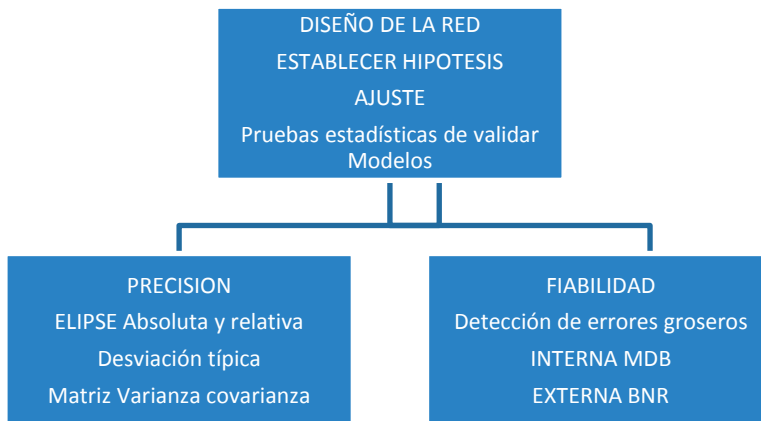 DISEÑO DE LA RED
ESTABLECER HIPOTESIS
AJUSTE
Pruebas estadísticas de validar
Modelos
PRECISION
ELIPSE Absoluta y relativa
Desviación típica
Matriz Varianza covarianza
FIABILIDAD
Detección de errores groseros
INTERNA MDB
EXTERNA BNR